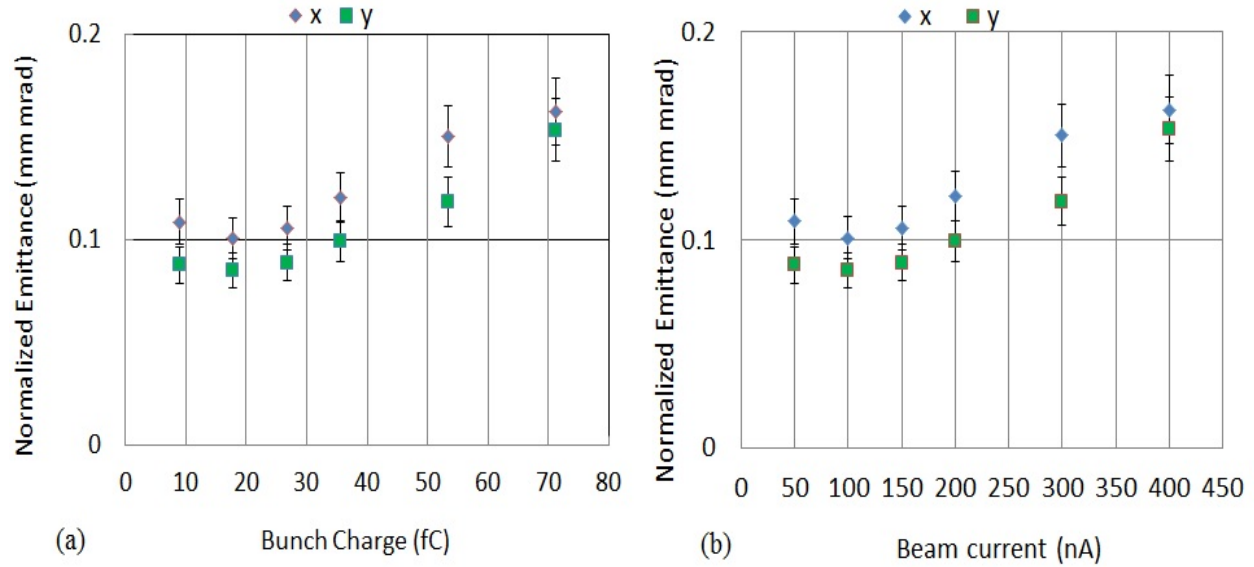 x y
Normalized Emittance (mm mrad)
0.2
0.1
0
0 10 20 30 40 50 60 70 80
Bunch Charge (fC)
(a)
x y
Normalized Emittance (mm mrad)
0.2
0.1
0
0 50 100 150 200 250 300 350 400 450
Beam current (nA)
(b)